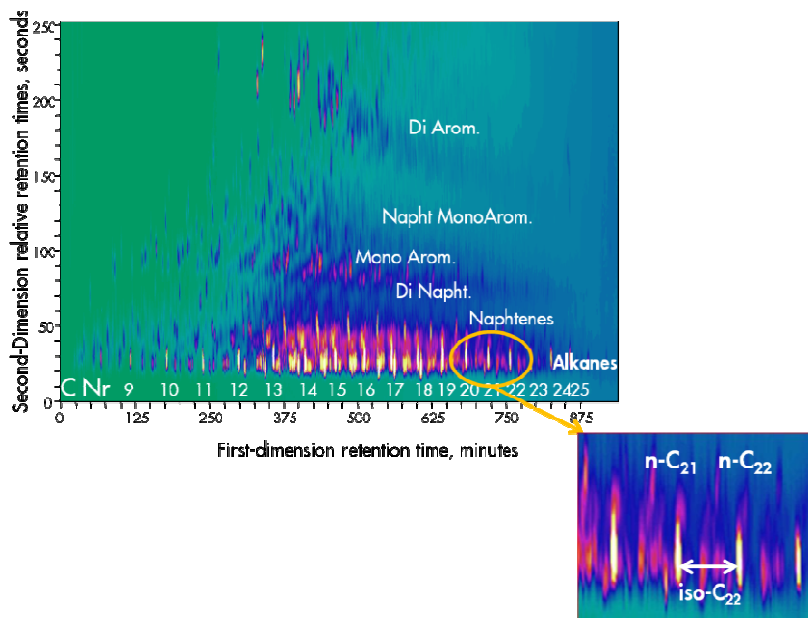 Second-Dimension relative retention times, seconds
250
200
150
100
50
0
Di Arom.
Napht MonoArom.
Mono Arom.
Di Napht.
Naphtenes
Alkanes
C Nr 9 10 11 12 13 14 15 16 17 18 19 20 21 22 23 24 25
0 125 250 375 500 625 750 875
First-dimension retention time, minutes
n-C₂₁ n-C₂₂
iso-C₂₂